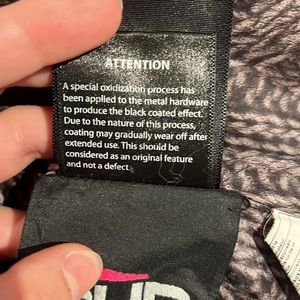 ATTENTION
A special oxidization process has
been applied to the metal hardware
to produce the black coated effect.
Due to the nature of this process,
coating may gradually wear off after
extended use. This should be
considered as an original feature
and not a defect.